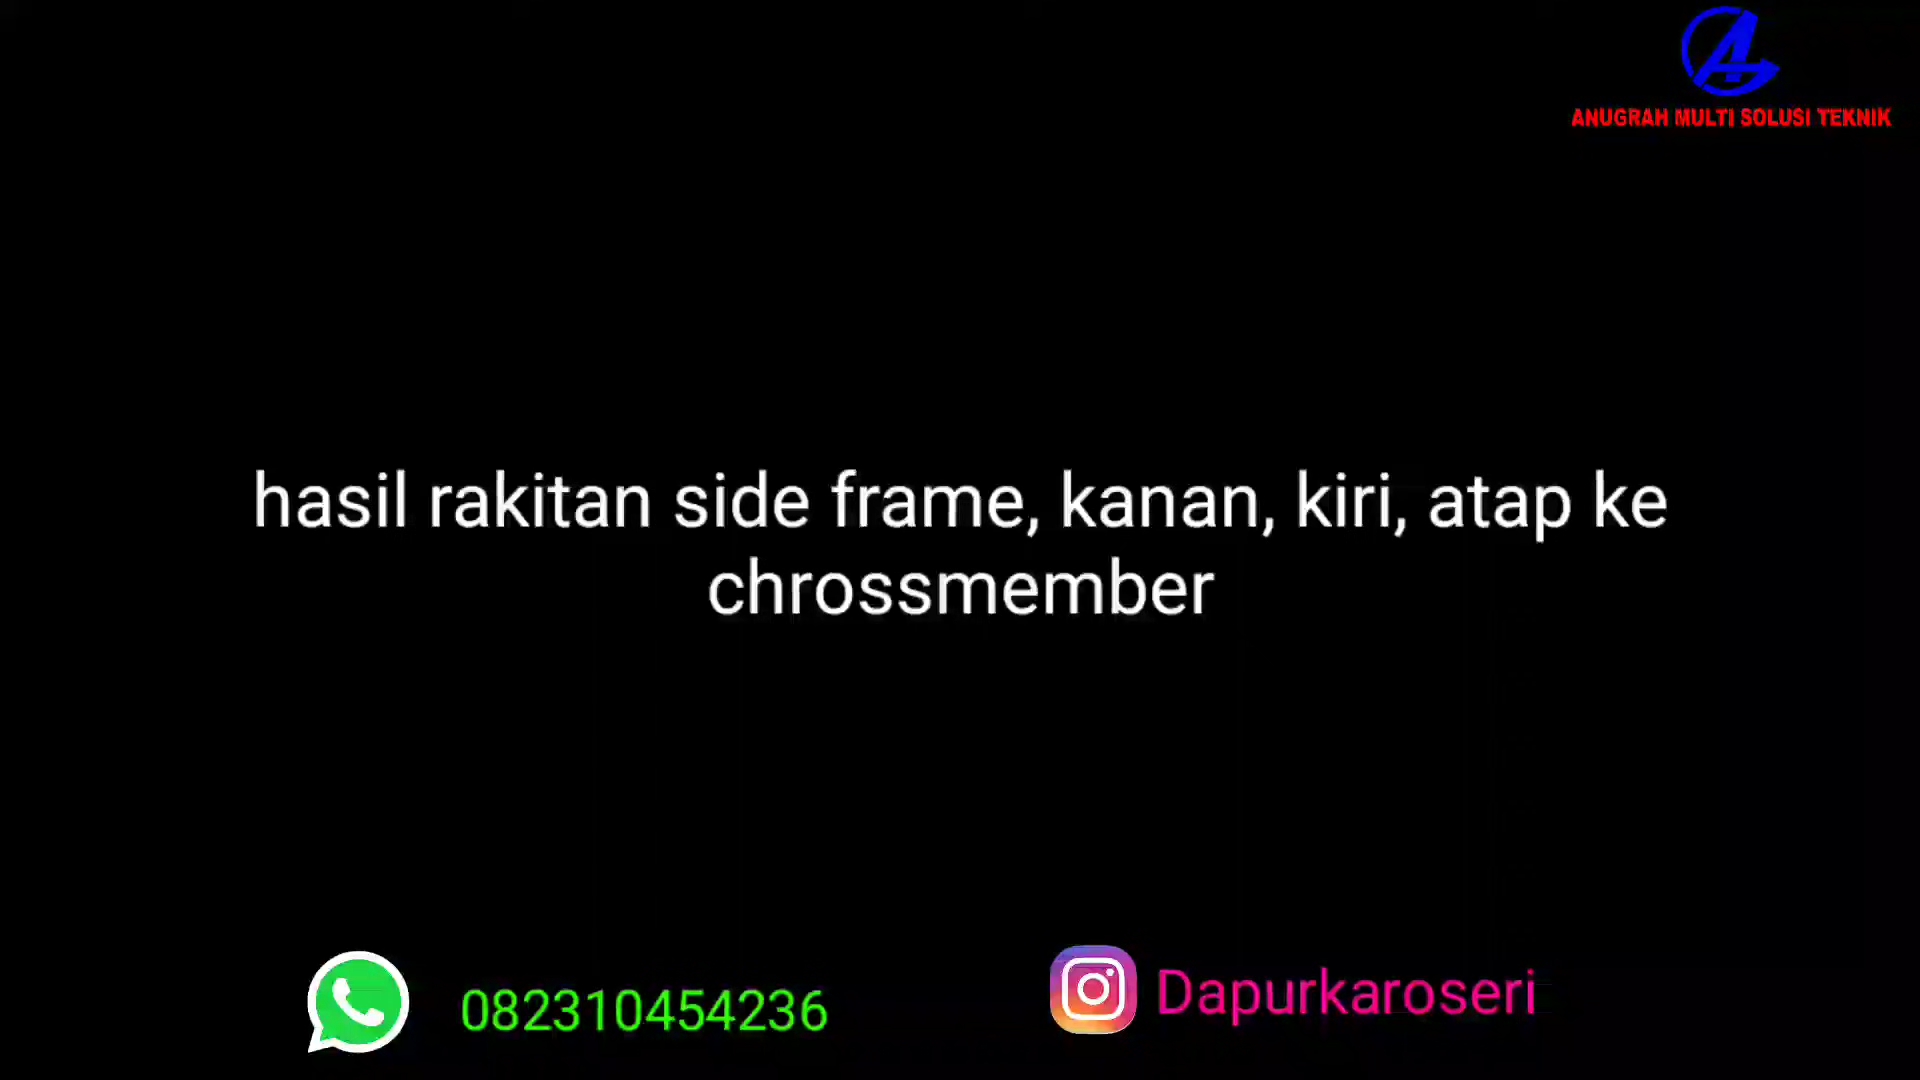 ANUGRAH MULTI SOLUSI TEKNIK
hasil rakitan side frame, kanan, kiri, atap ke
chrossmember
082310454236
Dapurkaroseri